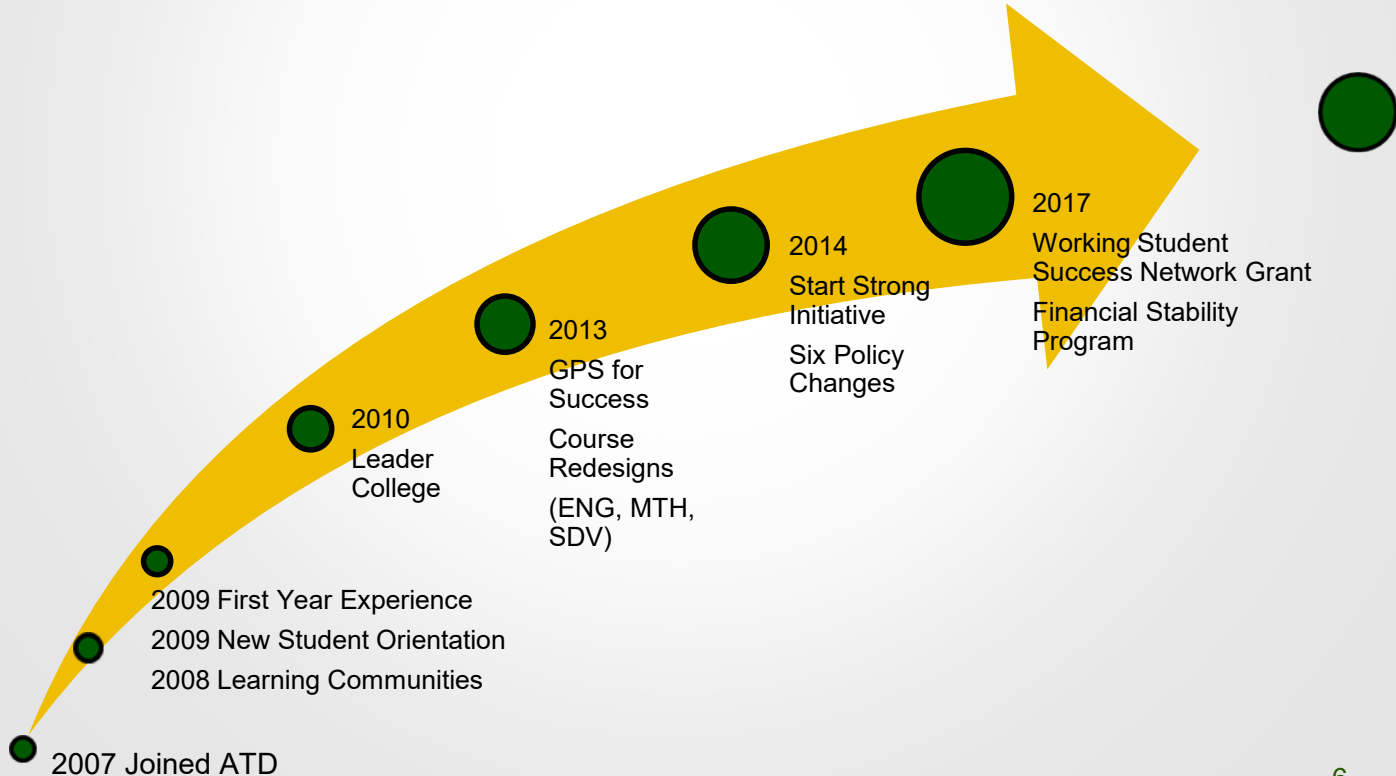 2017
Working Student
Success Network Grant
Financial Stability
Program
2014
Start Strong
Initiative
Six Policy
Changes
2013
GPS for
Success
Course
Redesigns
(ENG, MTH,
SDV)
2010
Leader
College
2009 First Year Experience
2009 New Student Orientation
2008 Learning Communities
2007 Joined ATD
6